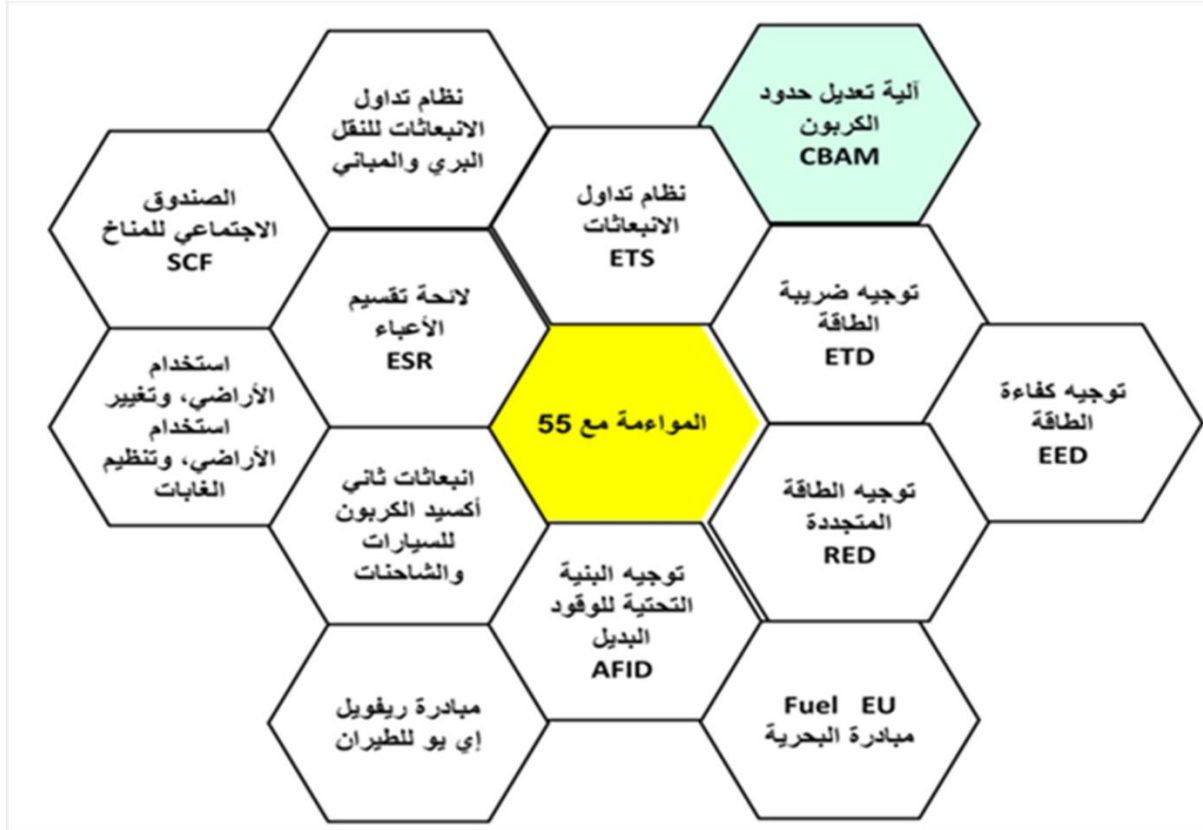 آلية تعديل حدود
الكربون
CBAM
نظام تداول
الانبعاثات للنقل
البري والمباني
نظام تداول
الانبعاثات
ETS
الصندوق
الاجتماعي للمناخ
SCF
توجيه ضريبة
الطاقة
ETD
لائحة تقسيم
الأعباء
ESR
توجيه كفاءة
الطاقة
EED
المواءمة مع 55
استخدام
الأراضي، وتغيير
استخدام
الأراضي، وتنظيم
الغابات
توجيه الطاقة
المتجددة
RED
انبعاثات ثاني
أكسيد الكربون
للسيارات
والشاحنات
توجيه البنية
التحتية للوقود
البديل
AFID
Fuel EU
مبادرة البحرية
مبادرة ريفويل
إي يو للطيران